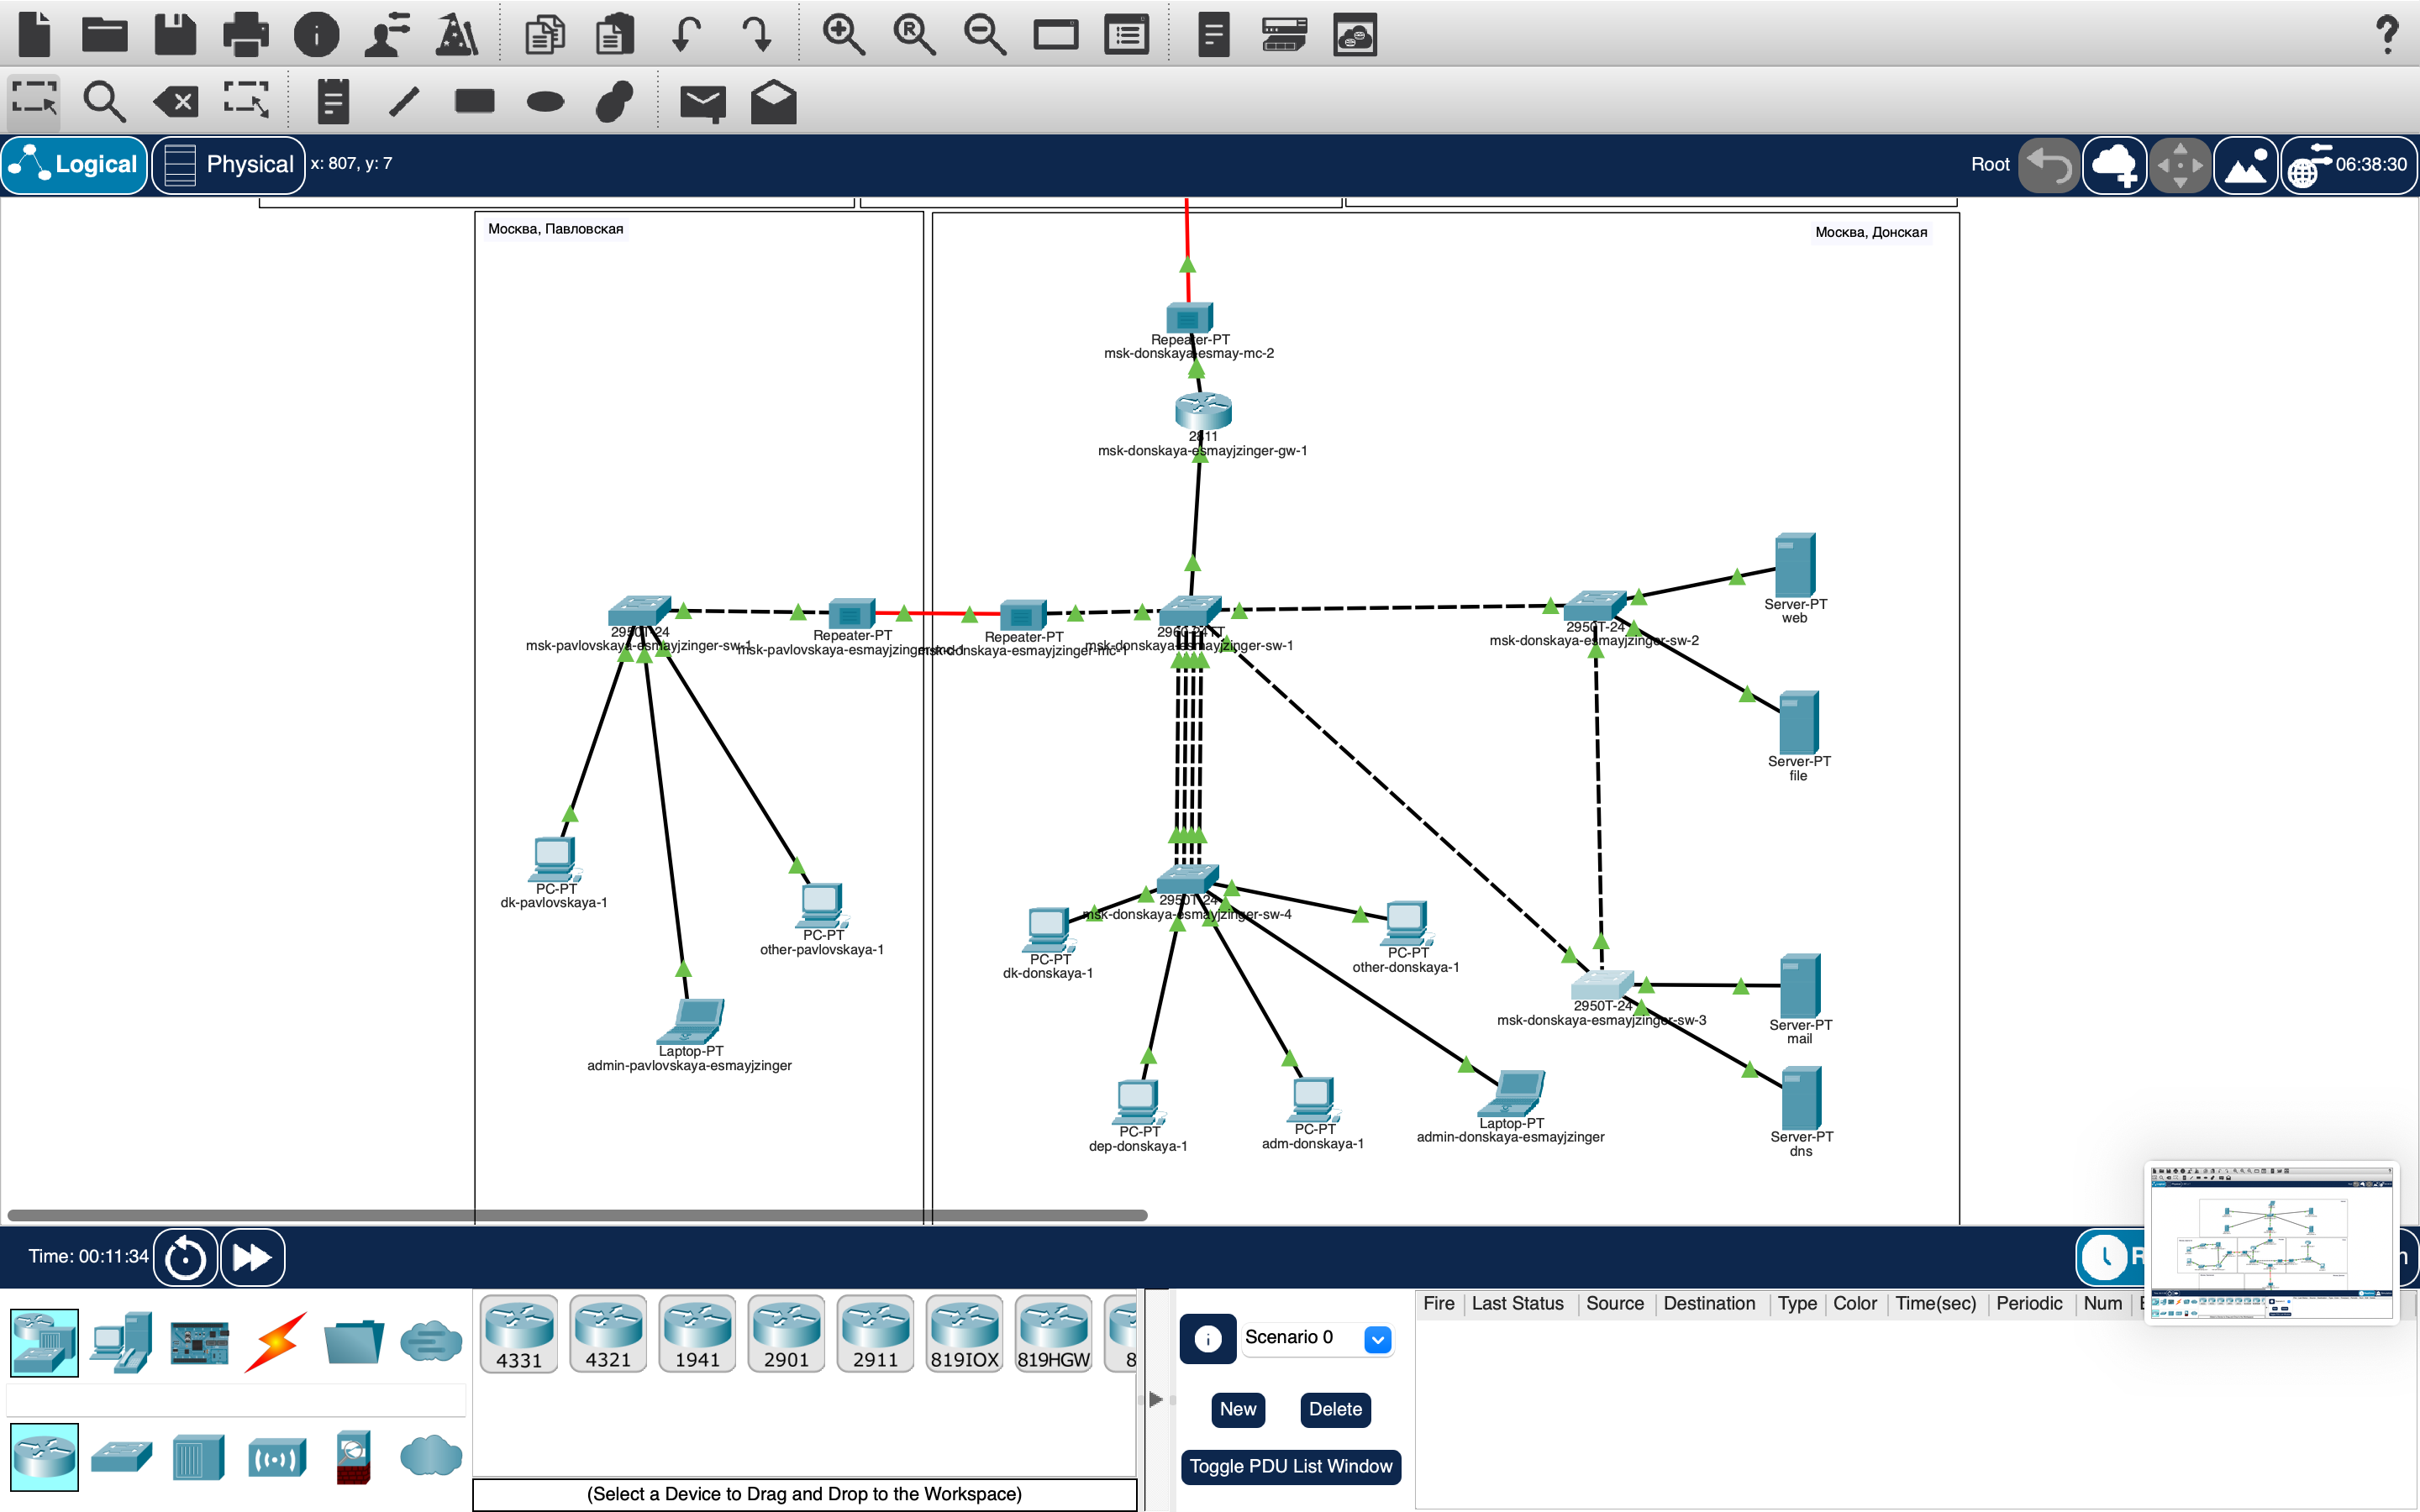 Logical
Physical
x: 807, y: 7
Root
06:38:30
Москва, Павловская
Москва, Донская
Repeater-PT
msk-donskaya-esmay-mc-2
2811
msk-donskaya-esmayjzinger-gw-1
2950T-24
msk-pavlovskaya-esmayjzinger-sw-1
Repeater-PT
msk-pavlovskaya-esmayjzinger-mc-1
Repeater-PT
msk-donskaya-esmayjzinger-mc-1
2960-24TT
msk-donskaya-esmayjzinger-sw-1
2950T-24
msk-donskaya-esmayjzinger-sw-2
Server-PT
web
Server-PT
file
PC-PT
dk-pavlovskaya-1
PC-PT
other-pavlovskaya-1
Laptop-PT
admin-pavlovskaya-esmayjzinger
2950T-24
msk-donskaya-esmayjzinger-sw-4
PC-PT
dk-donskaya-1
PC-PT
other-donskaya-1
PC-PT
dep-donskaya-1
PC-PT
adm-donskaya-1
Laptop-PT
admin-donskaya-esmayjzinger
2950T-24
msk-donskaya-esmayjzinger-sw-3
Server-PT
mail
Server-PT
dns
Time: 00:11:34
4331
4321
1941
2901
2911
819IOX
819HGW
(Select a Device to Drag and Drop to the Workspace)
Scenario 0
New
Delete
Toggle PDU List Window
Fire
Last Status
Source
Destination
Type
Color
Time(sec)
Periodic
Num